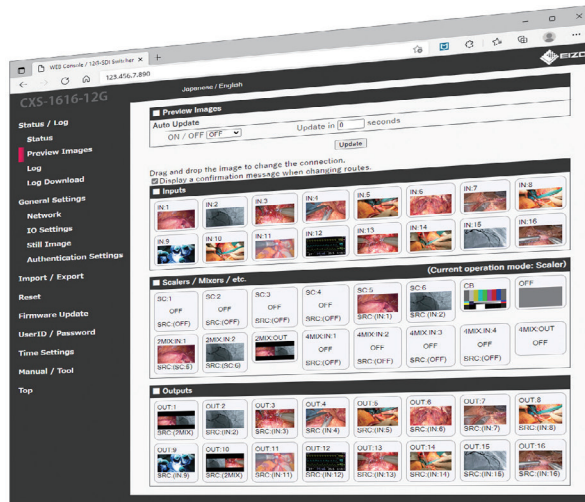 WEB Console / 12G-SDI Switcher
123.456.7.890
EIZO
CXS-1616-12G
Japanese / English
Status / Log
Status
Preview Images
Log
Log Download
General Settings
Network
IO Settings
Still Image
Authentication Settings
Import / Export
Reset
Firmware Update
UserID / Password
Time Settings
Manual / Tool
Top
Preview Images
Auto Update
ON / OFF OFF Update in 0 seconds
Update
Drag and drop the image to change the connection.
Display a confirmation message when changing routes.
Inputs
IN:1 IN:2 IN:3 IN:4 IN:5 IN:6 IN:7 IN:8
IN:9 IN:10 IN:11 IN:12 IN:13 IN:14 IN:15 IN:16
Scalers / Mixers / etc. (Current operation mode: Scaler)
SC:1 SC:2 SC:3 SC:4 SC:5 SC:6 CB OFF
OFF OFF OFF OFF
SRC:(OFF) SRC:(OFF) SRC:(OFF) SRC:(OFF) SRC:(IN:1) SRC:(IN:2)
2MIX:IN:1 2MIX:IN:2 2MIX:OUT 4MIX:IN:1 4MIX:IN:2 4MIX:IN:3 4MIX:IN:4 4MIX:OUT
OFF OFF OFF OFF OFF
SRC:(SC:5) SRC:(SC:6) SRC:(OFF) SRC:(OFF) SRC:(OFF) SRC:(OFF)
Outputs
OUT:1 OUT:2 OUT:3 OUT:4 OUT:5 OUT:6 OUT:7 OUT:8
SRC:(2MIX) SRC:(IN:2) SRC:(IN:3) SRC:(IN:4) SRC:(IN:5) SRC:(IN:6) SRC:(IN:7) SRC:(IN:8)
OUT:9 OUT:10 OUT:11 OUT:12 OUT:13 OUT:14 OUT:15 OUT:16
SRC:(IN:9) SRC:(2MIX) SRC:(IN:11) SRC:(IN:12) SRC:(IN:13) SRC:(IN:14) SRC:(IN:15) SRC:(IN:16)